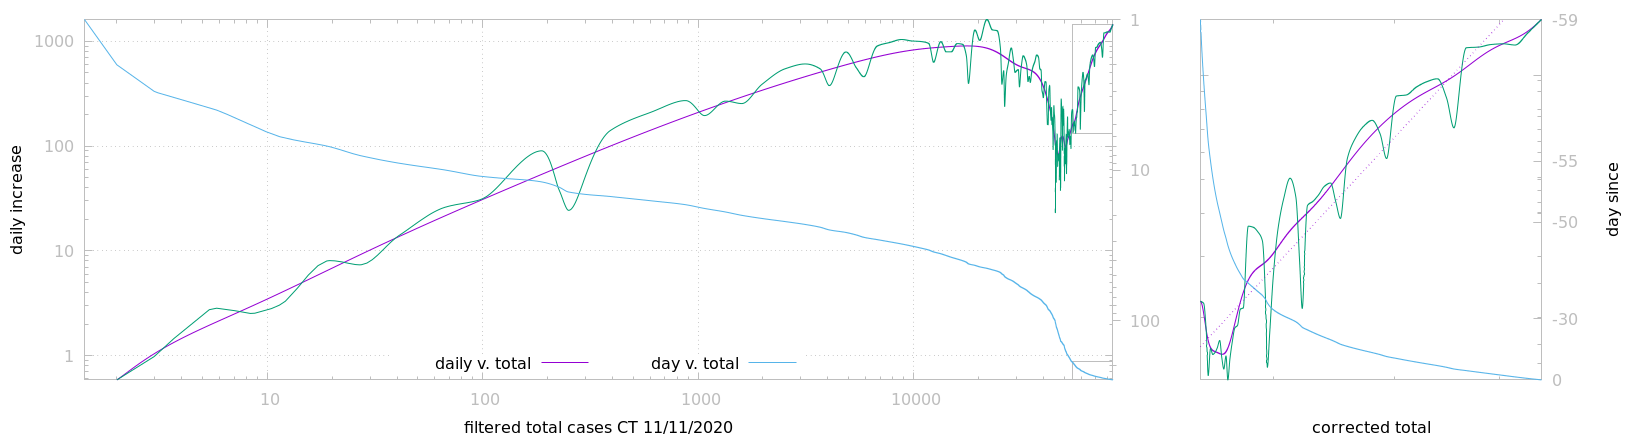 1000
100
10
1
daily increase
10
100
1000
10000
filtered total cases CT 11/11/2020
daily v. total
day v. total
1
10
100
-59
-55
-50
-30
0
day since
corrected total